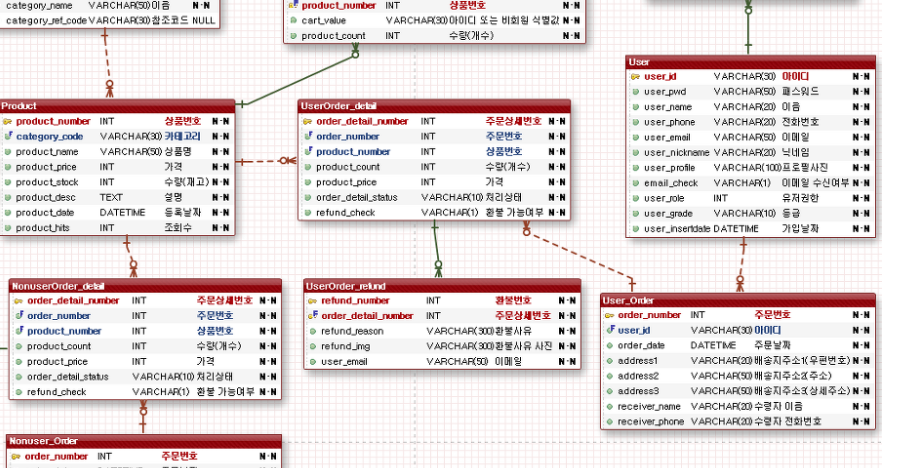 category_name VARCHAR(50) 이름 N-N
category_ref_code VARCHAR(30) 참조코드 NULL
product_number INT 상품번호 N-N
cart_value VARCHAR(30) 아이디 또는 비회원 식별값 N-N
product_count INT 수량(개수) N-N
User
user_id VARCHAR(30) 아이디 N-N
user_pwd VARCHAR(50) 패스워드 N-N
user_name VARCHAR(20) 이름 N-N
user_phone VARCHAR(20) 전화번호 N-N
user_email VARCHAR(50) 이메일 N-N
user_nickname VARCHAR(20) 닉네임 N-N
user_profile VARCHAR(100) 프로필사진 N-N
email_check VARCHAR(1) 이메일 수신여부 N-N
user_role INT 유저권한 N-N
user_grade VARCHAR(10) 등급 N-N
user_insertdate DATETIME 가입날짜 N-N
Product
product_number INT 상품번호 N-N
category_code VARCHAR(30) 카테고리 N-N
product_name VARCHAR(50) 상품명 N-N
product_price INT 가격 N-N
product_stock INT 수량(재고) N-N
product_desc TEXT 설명 N-N
product_date DATETIME 등록날짜 N-N
product_hits INT 조회수 N-N
UserOrder_detail
order_detail_number INT 주문상세번호 N-N
order_number INT 주문번호 N-N
product_number INT 상품번호 N-N
product_count INT 수량(개수) N-N
product_price INT 가격 N-N
order_detail_status VARCHAR(10) 처리상태 N-N
refund_check VARCHAR(1) 환불 가능여부 N-N
NonuserOrder_detail
order_detail_number INT 주문상세번호 N-N
order_number INT 주문번호 N-N
product_number INT 상품번호 N-N
product_count INT 수량(개수) N-N
product_price INT 가격 N-N
order_detail_status VARCHAR(10) 처리상태 N-N
refund_check VARCHAR(1) 환불 가능여부 N-N
UserOrder_refund
refund_number INT 환불번호 N-N
order_detail_number INT 주문상세번호 N-N
refund_reason VARCHAR(300) 환불사유 N-N
refund_img VARCHAR(300) 환불사유 사진 N-N
user_email VARCHAR(50) 이메일 N-N
User_Order
order_number INT 주문번호 N-N
user_id VARCHAR(30) 아이디 N-N
order_date DATETIME 주문날짜 N-N
address1 VARCHAR(20) 배송지주소1(우편번호) N-N
address2 VARCHAR(50) 배송지주소2(주소) N-N
address3 VARCHAR(50) 배송지주소3(상세주소) N-N
receiver_name VARCHAR(20) 수령자 이름 N-N
receiver_phone VARCHAR(20) 수령자 전화번호 N-N
Nonuser_Order
order_number INT 주문번호 N-N